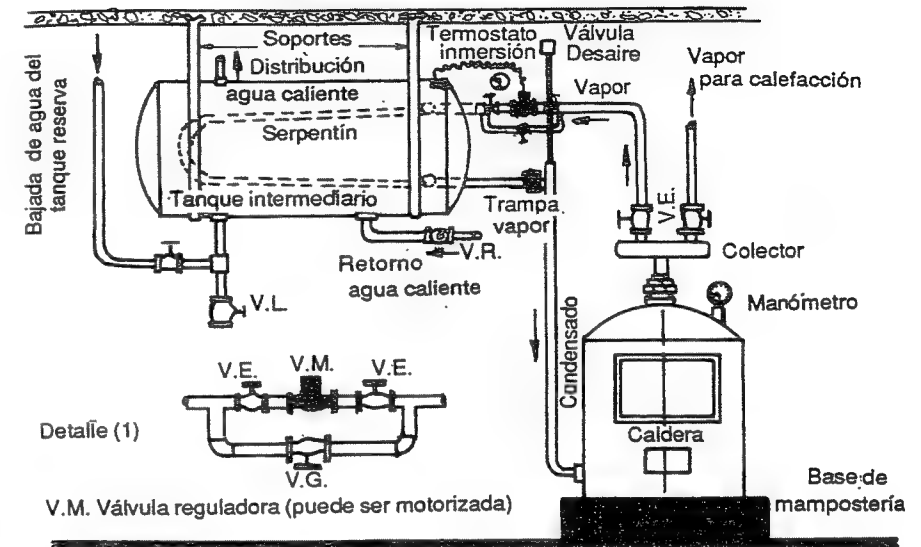 Soportes
Termostato
inmersión
Válvula
Desaire
Vapor
para calefacción
Distribución
agua caliente
Vapor
Bajada de agua del
tanque reserva
Serpentín
Tanque intermediario
Trampa
vapor
V.E.
V.R.
Colector
Retorno
agua caliente
V.L
Manómetro
Condensado
V.E.
V.M.
V.E.
Detalle (1)
Caldera
V.G.
Base de
mampostería
V.M. Válvula reguladora (puede ser motorizada)